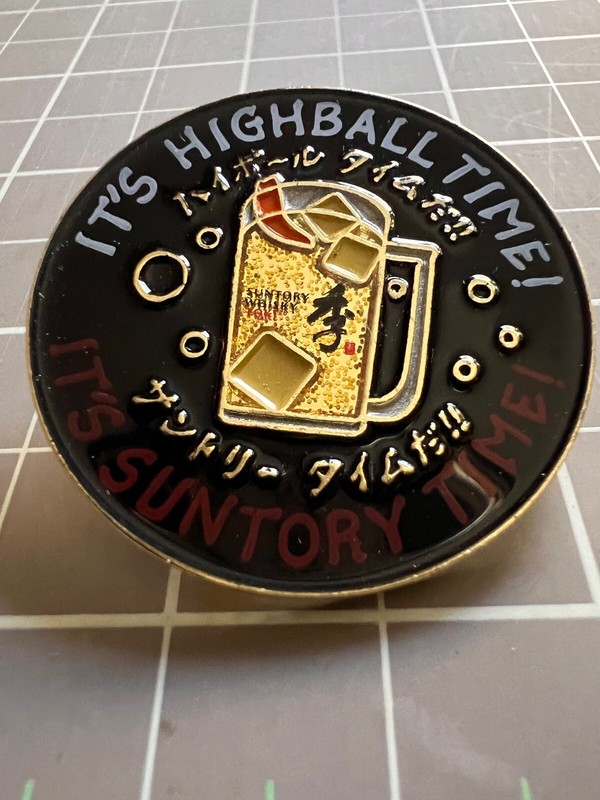 IT'S HIGHBALL TIME!
ハイボール タイムだ!!
SUNTORY
WHISKY
TOKI
季
サントリー タイムだ!!
IT'S SUNTORY TIME!